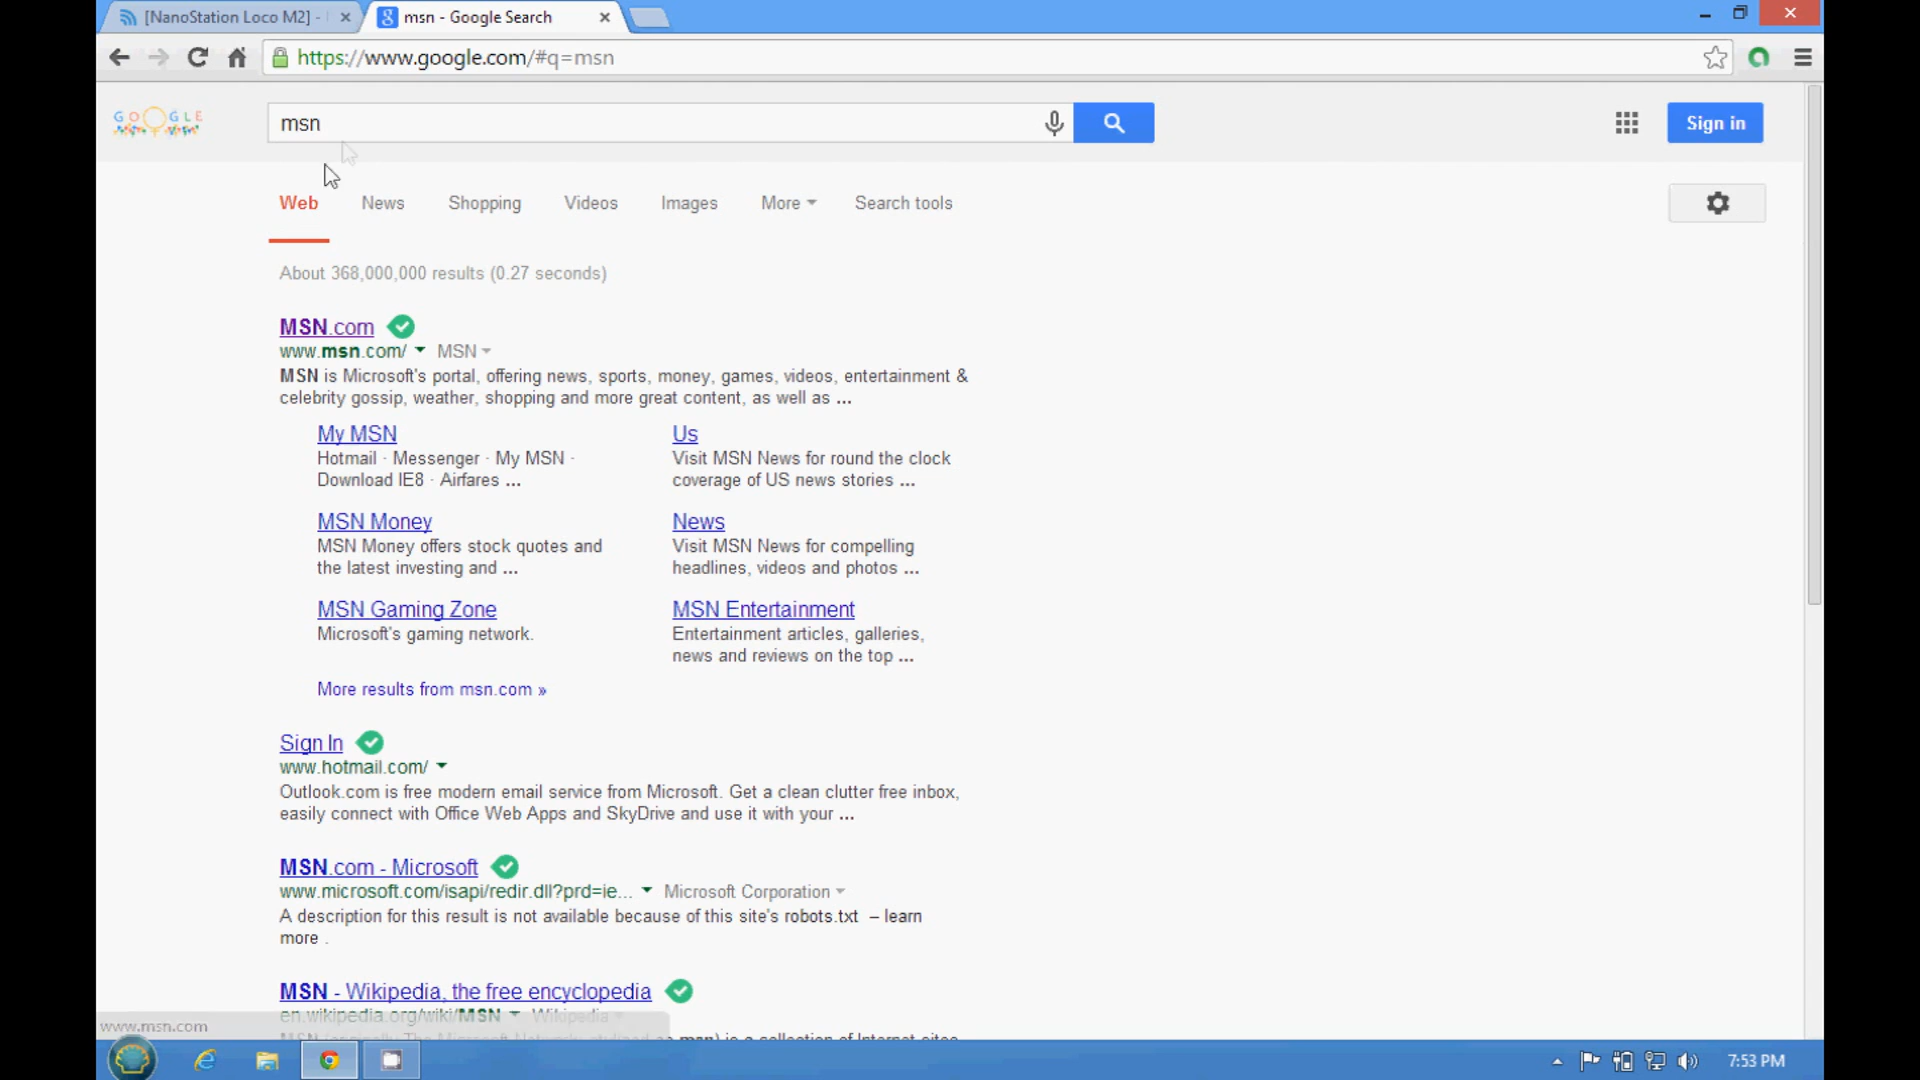 [NanoStation Loco M2] -
msn - Google Search
https://www.google.com/#q=msn
GOOGLE
msn
Sign in
Web News Shopping Videos Images More Search tools
About 368,000,000 results (0.27 seconds)
MSN.com
www.msn.com/ MSN
MSN is Microsoft's portal, offering news, sports, money, games, videos, entertainment &
celebrity gossip, weather, shopping and more great content, as well as ...
My MSN
Hotmail · Messenger · My MSN ·
Download IE8 · Airfares ...
Us
Visit MSN News for round the clock
coverage of US news stories ...
MSN Money
MSN Money offers stock quotes and
the latest investing and ...
News
Visit MSN News for compelling
headlines, videos and photos ...
MSN Gaming Zone
Microsoft's gaming network.
MSN Entertainment
Entertainment articles, galleries,
news and reviews on the top ...
More results from msn.com »
Sign In
www.hotmail.com/
Outlook.com is free modern email service from Microsoft. Get a clean clutter free inbox,
easily connect with Office Web Apps and SkyDrive and use it with your ...
MSN.com - Microsoft
www.microsoft.com/isapi/redir.dll?prd=ie... Microsoft Corporation
A description for this result is not available because of this site's robots.txt – learn
more .
MSN - Wikipedia, the free encyclopedia
en.wikipedia.org/wiki/MSN Wikipedia
msn) is a collection of Internet sites
www.msn.com
7:53 PM